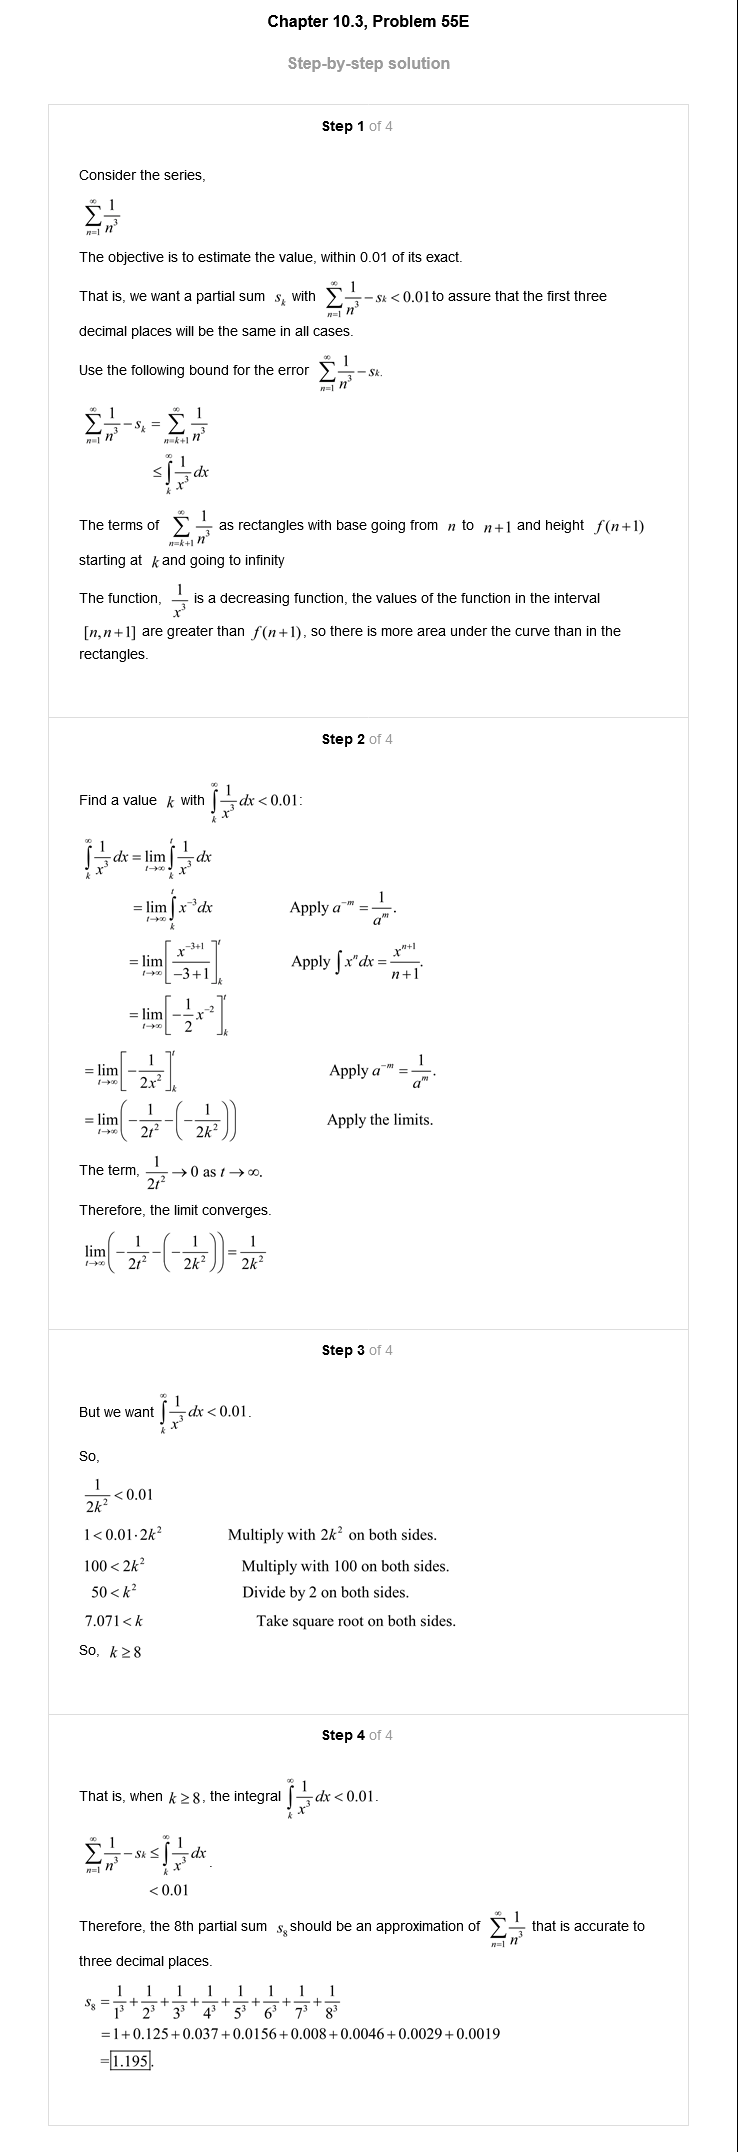 Chapter 10.3, Problem 55E
Step-by-step solution
Step 1 of 4
Consider the series,
$\sum_{n=1}^{\infty} \frac{1}{n^3}$
The objective is to estimate the value, within 0.01 of its exact.
That is, we want a partial sum $s_k$ with $\sum_{n=1}^{\infty} \frac{1}{n^3} - s_k < 0.01$ to assure that the first three
decimal places will be the same in all cases.
Use the following bound for the error $\sum_{n=1}^{\infty} \frac{1}{n^3} - s_k$.
$\sum_{n=1}^{\infty} \frac{1}{n^3} - s_k = \sum_{n=k+1}^{\infty} \frac{1}{n^3}$
$\le \int_k^{\infty} \frac{1}{x^3} dx$
The terms of $\sum_{n=k+1}^{\infty} \frac{1}{n^3}$ as rectangles with base going from $n$ to $n+1$ and height $f(n+1)$
starting at $k$ and going to infinity
The function, $\frac{1}{x^3}$ is a decreasing function, the values of the function in the interval
$[n, n+1]$ are greater than $f(n+1)$, so there is more area under the curve than in the
rectangles.
Step 2 of 4
Find a value $k$ with $\int_k^{\infty} \frac{1}{x^3} dx < 0.01$:
$\int_k^{\infty} \frac{1}{x^3} dx = \lim_{t \to \infty} \int_k^t \frac{1}{x^3} dx$
$= \lim_{t \to \infty} \int_k^t x^{-3} dx$ Apply $a^{-m} = \frac{1}{a^m}$.
$= \lim_{t \to \infty} \left[ \frac{x^{-3+1}}{-3+1} \right]_k^t$ Apply $\int x^n dx = \frac{x^{n+1}}{n+1}$.
$= \lim_{t \to \infty} \left[ -\frac{1}{2} x^{-2} \right]_k^t$
$= \lim_{t \to \infty} \left[ -\frac{1}{2x^2} \right]_k^t$ Apply $a^{-m} = \frac{1}{a^m}$.
$= \lim_{t \to \infty} \left( -\frac{1}{2t^2} - \left( -\frac{1}{2k^2} \right) \right)$ Apply the limits.
The term, $\frac{1}{2t^2} \to 0$ as $t \to \infty$.
Therefore, the limit converges.
$\lim_{t \to \infty} \left( -\frac{1}{2t^2} - \left( -\frac{1}{2k^2} \right) \right) = \frac{1}{2k^2}$
Step 3 of 4
But we want $\int_k^{\infty} \frac{1}{x^3} dx < 0.01$.
So,
$\frac{1}{2k^2} < 0.01$
$1 < 0.01 \cdot 2k^2$ Multiply with $2k^2$ on both sides.
$100 < 2k^2$ Multiply with 100 on both sides.
$50 < k^2$ Divide by 2 on both sides.
$7.071 < k$ Take square root on both sides.
So, $k \ge 8$
Step 4 of 4
That is, when $k \ge 8$, the integral $\int_k^{\infty} \frac{1}{x^3} dx < 0.01$.
$\sum_{n=1}^{\infty} \frac{1}{n^3} - s_k \le \int_k^{\infty} \frac{1}{x^3} dx$.
$< 0.01$
Therefore, the 8th partial sum $s_8$ should be an approximation of $\sum_{n=1}^{\infty} \frac{1}{n^3}$ that is accurate to
three decimal places.
$s_8 = \frac{1}{1^3} + \frac{1}{2^3} + \frac{1}{3^3} + \frac{1}{4^3} + \frac{1}{5^3} + \frac{1}{6^3} + \frac{1}{7^3} + \frac{1}{8^3}$
$= 1 + 0.125 + 0.037 + 0.0156 + 0.008 + 0.0046 + 0.0029 + 0.0019$
$= \boxed{1.195}$.